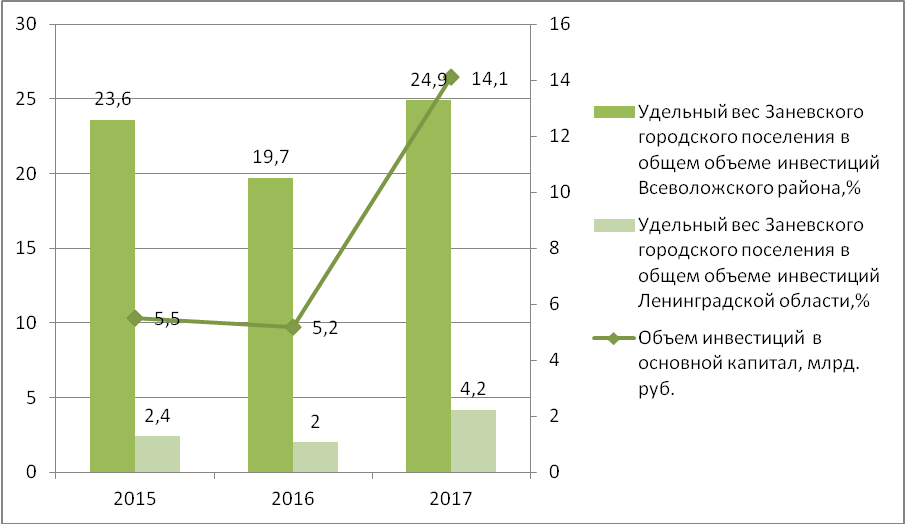 30
25
20
15
10
5
0
16
14
12
10
8
6
4
2
0
23,6
19,7
24,9
14,1
5,5
5,2
2,4
2
4,2
2015
2016
2017
Удельный вес Заневского
городского поселения в
общем объеме инвестиций
Всеволожского района,%
Удельный вес Заневского
городского поселения в
общем объеме инвестиций
Ленинградской области,%
Объем инвестиций в
основной капитал, млрд.
руб.